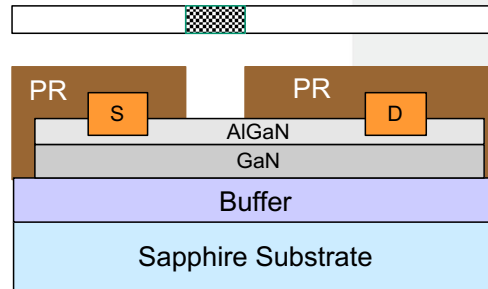 PR
PR
S
D
AlGaN
GaN
Buffer
Sapphire Substrate